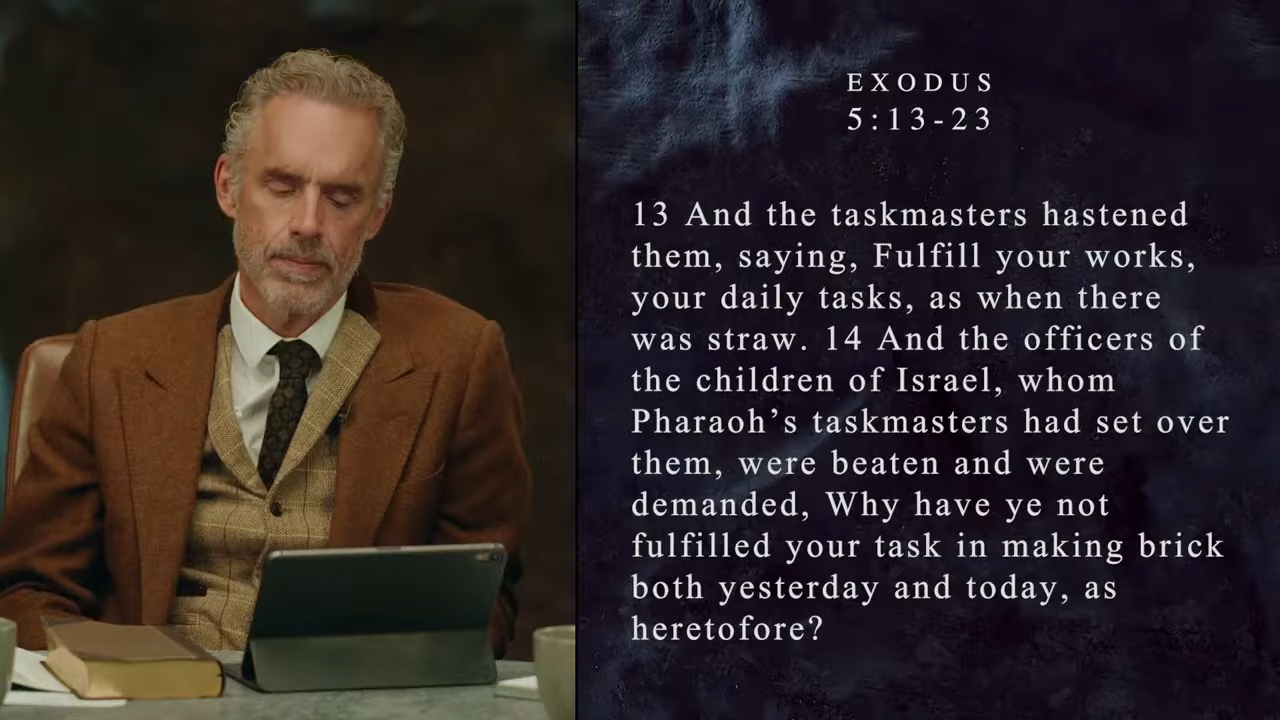 EXODUS
5:13-23
13 And the taskmasters hastened
them, saying, Fulfill your works,
your daily tasks, as when there
was straw. 14 And the officers of
the children of Israel, whom
Pharaoh’s taskmasters had set over
them, were beaten and were
demanded, Why have ye not
fulfilled your task in making brick
both yesterday and today, as
heretofore?